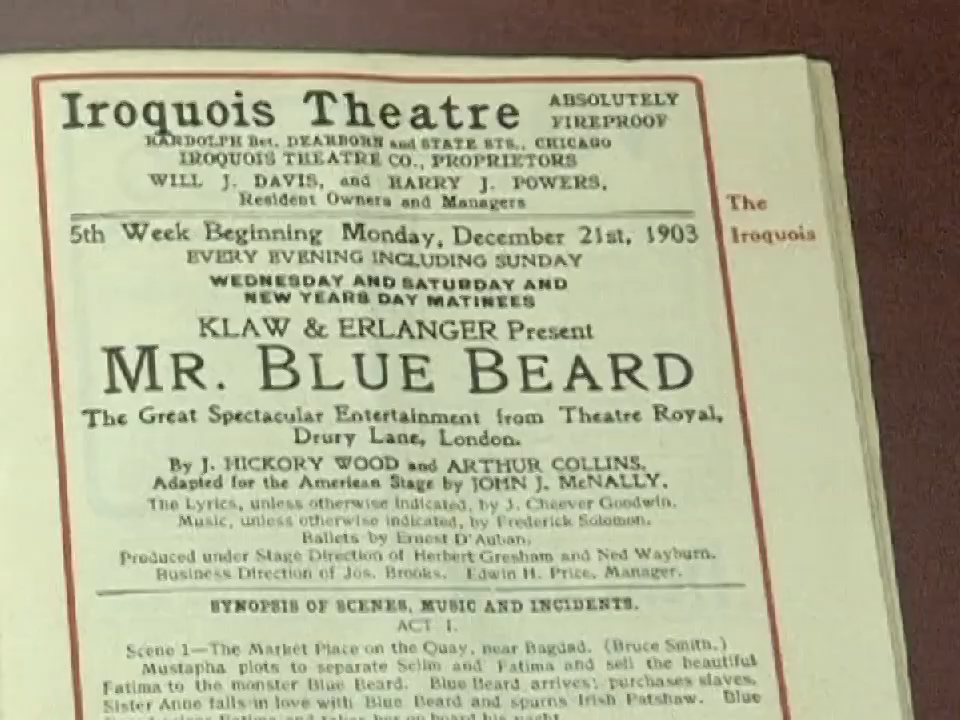 Iroquois Theatre ABSOLUTELY FIREPROOF
RANDOLPH Bet. DEARBORN and STATE STS., CHICAGO
IROQUOIS THEATRE CO., PROPRIETORS
WILL J. DAVIS, and HARRY J. POWERS,
Resident Owners and Managers
The
Iroquois
5th Week Beginning Monday, December 21st, 1903
EVERY EVENING INCLUDING SUNDAY
WEDNESDAY AND SATURDAY AND
NEW YEARS DAY MATINEES
KLAW & ERLANGER Present
MR. BLUE BEARD
The Great Spectacular Entertainment from Theatre Royal,
Drury Lane, London.
By J. HICKORY WOOD and ARTHUR COLLINS.
Adapted for the American Stage by JOHN J. McNALLY.
The Lyrics, unless otherwise indicated, by J. Cheever Goodwin.
Music, unless otherwise indicated, by Frederick Solomon.
Ballets by Ernest D'Auban.
Produced under Stage Direction of Herbert Gresham and Ned Wayburn.
Business Direction of Jos. Brooks. Edwin H. Price, Manager.
SYNOPSIS OF SCENES, MUSIC AND INCIDENTS.
ACT I.
Scene 1—The Market Place on the Quay, near Bagdad. (Bruce Smith.)
Mustapha plots to separate Selim and Fatima and sell the beautiful
Fatima to the monster Blue Beard. Blue Beard arrives; purchases slaves.
Sister Anne falls in love with Blue Beard and spurns Irish Patshaw. Blue